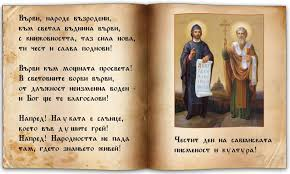 Върви, народе възродени,
към светла бъднина върви,
с книжовността, таз сила нова,
ти чест и слава поднови!
Върви към мощната просвета!
В световните борби върви,
от длъжност неизменна воден -
и Бог ще те благослови!
Напред! Науката е слънце,
което във душите грей!
Напред! Народността не пада
там, гдето знаението живей!
Честит ден на славянската
писменост и култура!